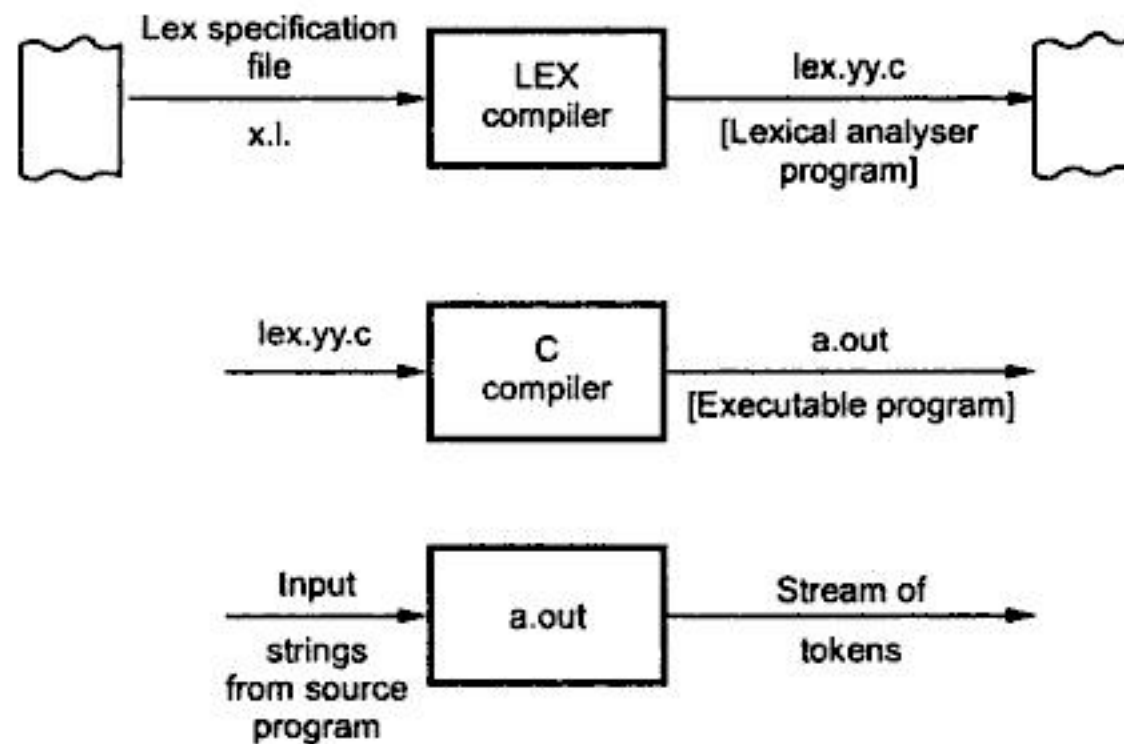 Lex specification
file
x.l.
LEX
compiler
lex.yy.c
[Lexical analyser
program]
lex.yy.c
C
compiler
a.out
[Executable program]
Input
strings
from source
program
a.out
Stream of
tokens